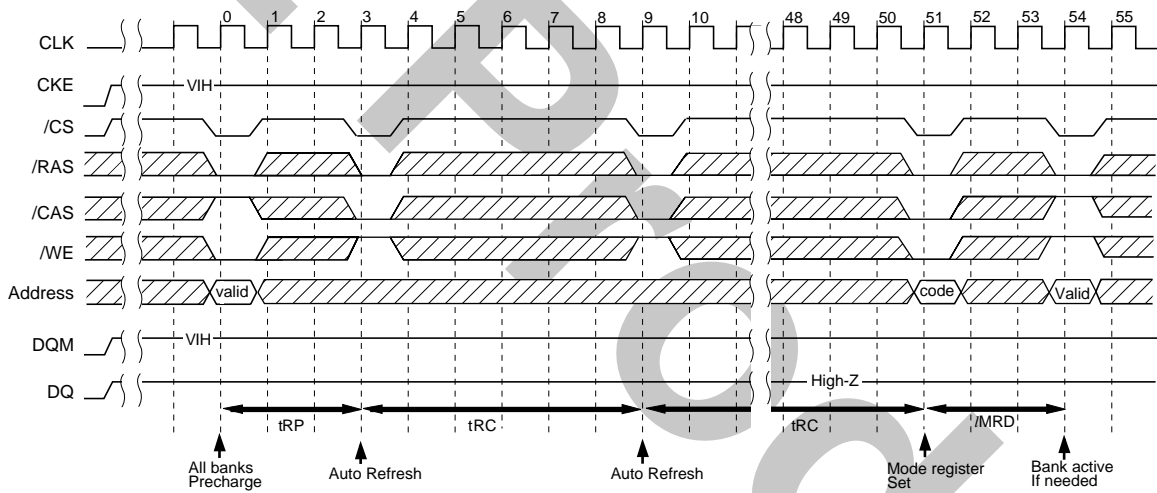 0 1 2 3 4 5 6 7 8 9 10 48 49 50 51 52 53 54 55
CLK
CKE
VIH
/CS
/RAS
/CAS
/WE
Address
valid
code
Valid
DQM
VIH
DQ
High-Z
tRP
tRC
tRC
lMRD
All banks
Precharge
Auto Refresh
Auto Refresh
Mode register
Set
Bank active
If needed